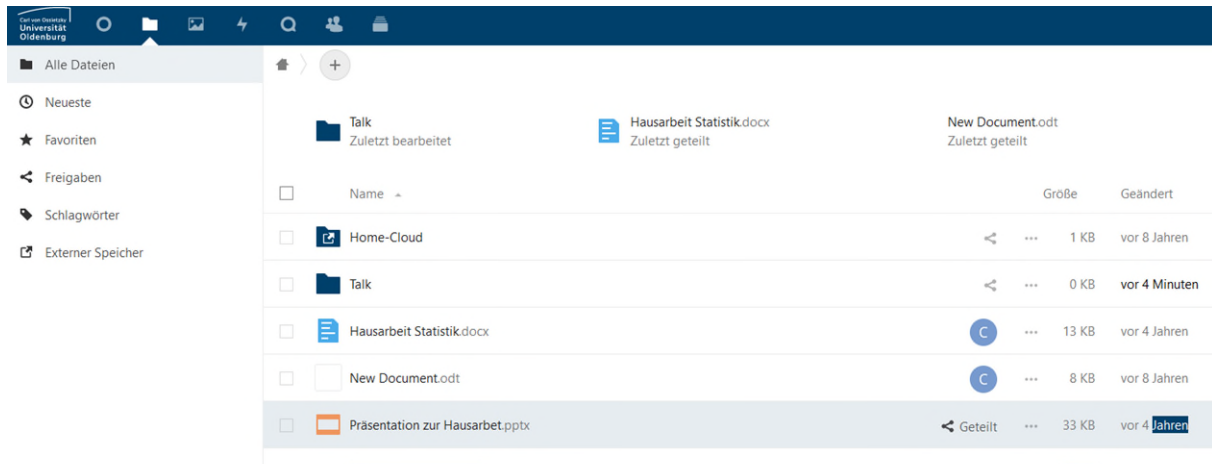 Carl von Ossietzky
Universität
Oldenburg
Alle Dateien
Neueste
Favoriten
Freigaben
Schlagwörter
Externer Speicher
Talk
Zuletzt bearbeitet
Hausarbeit Statistik.docx
Zuletzt geteilt
New Document.odt
Zuletzt geteilt
Name Größe Geändert
Home-Cloud 1 KB vor 8 Jahren
Talk 0 KB vor 4 Minuten
Hausarbeit Statistik.docx C 13 KB vor 4 Jahren
New Document.odt C 8 KB vor 8 Jahren
Präsentation zur Hausarbet.pptx Geteilt 33 KB vor 4 Jahren